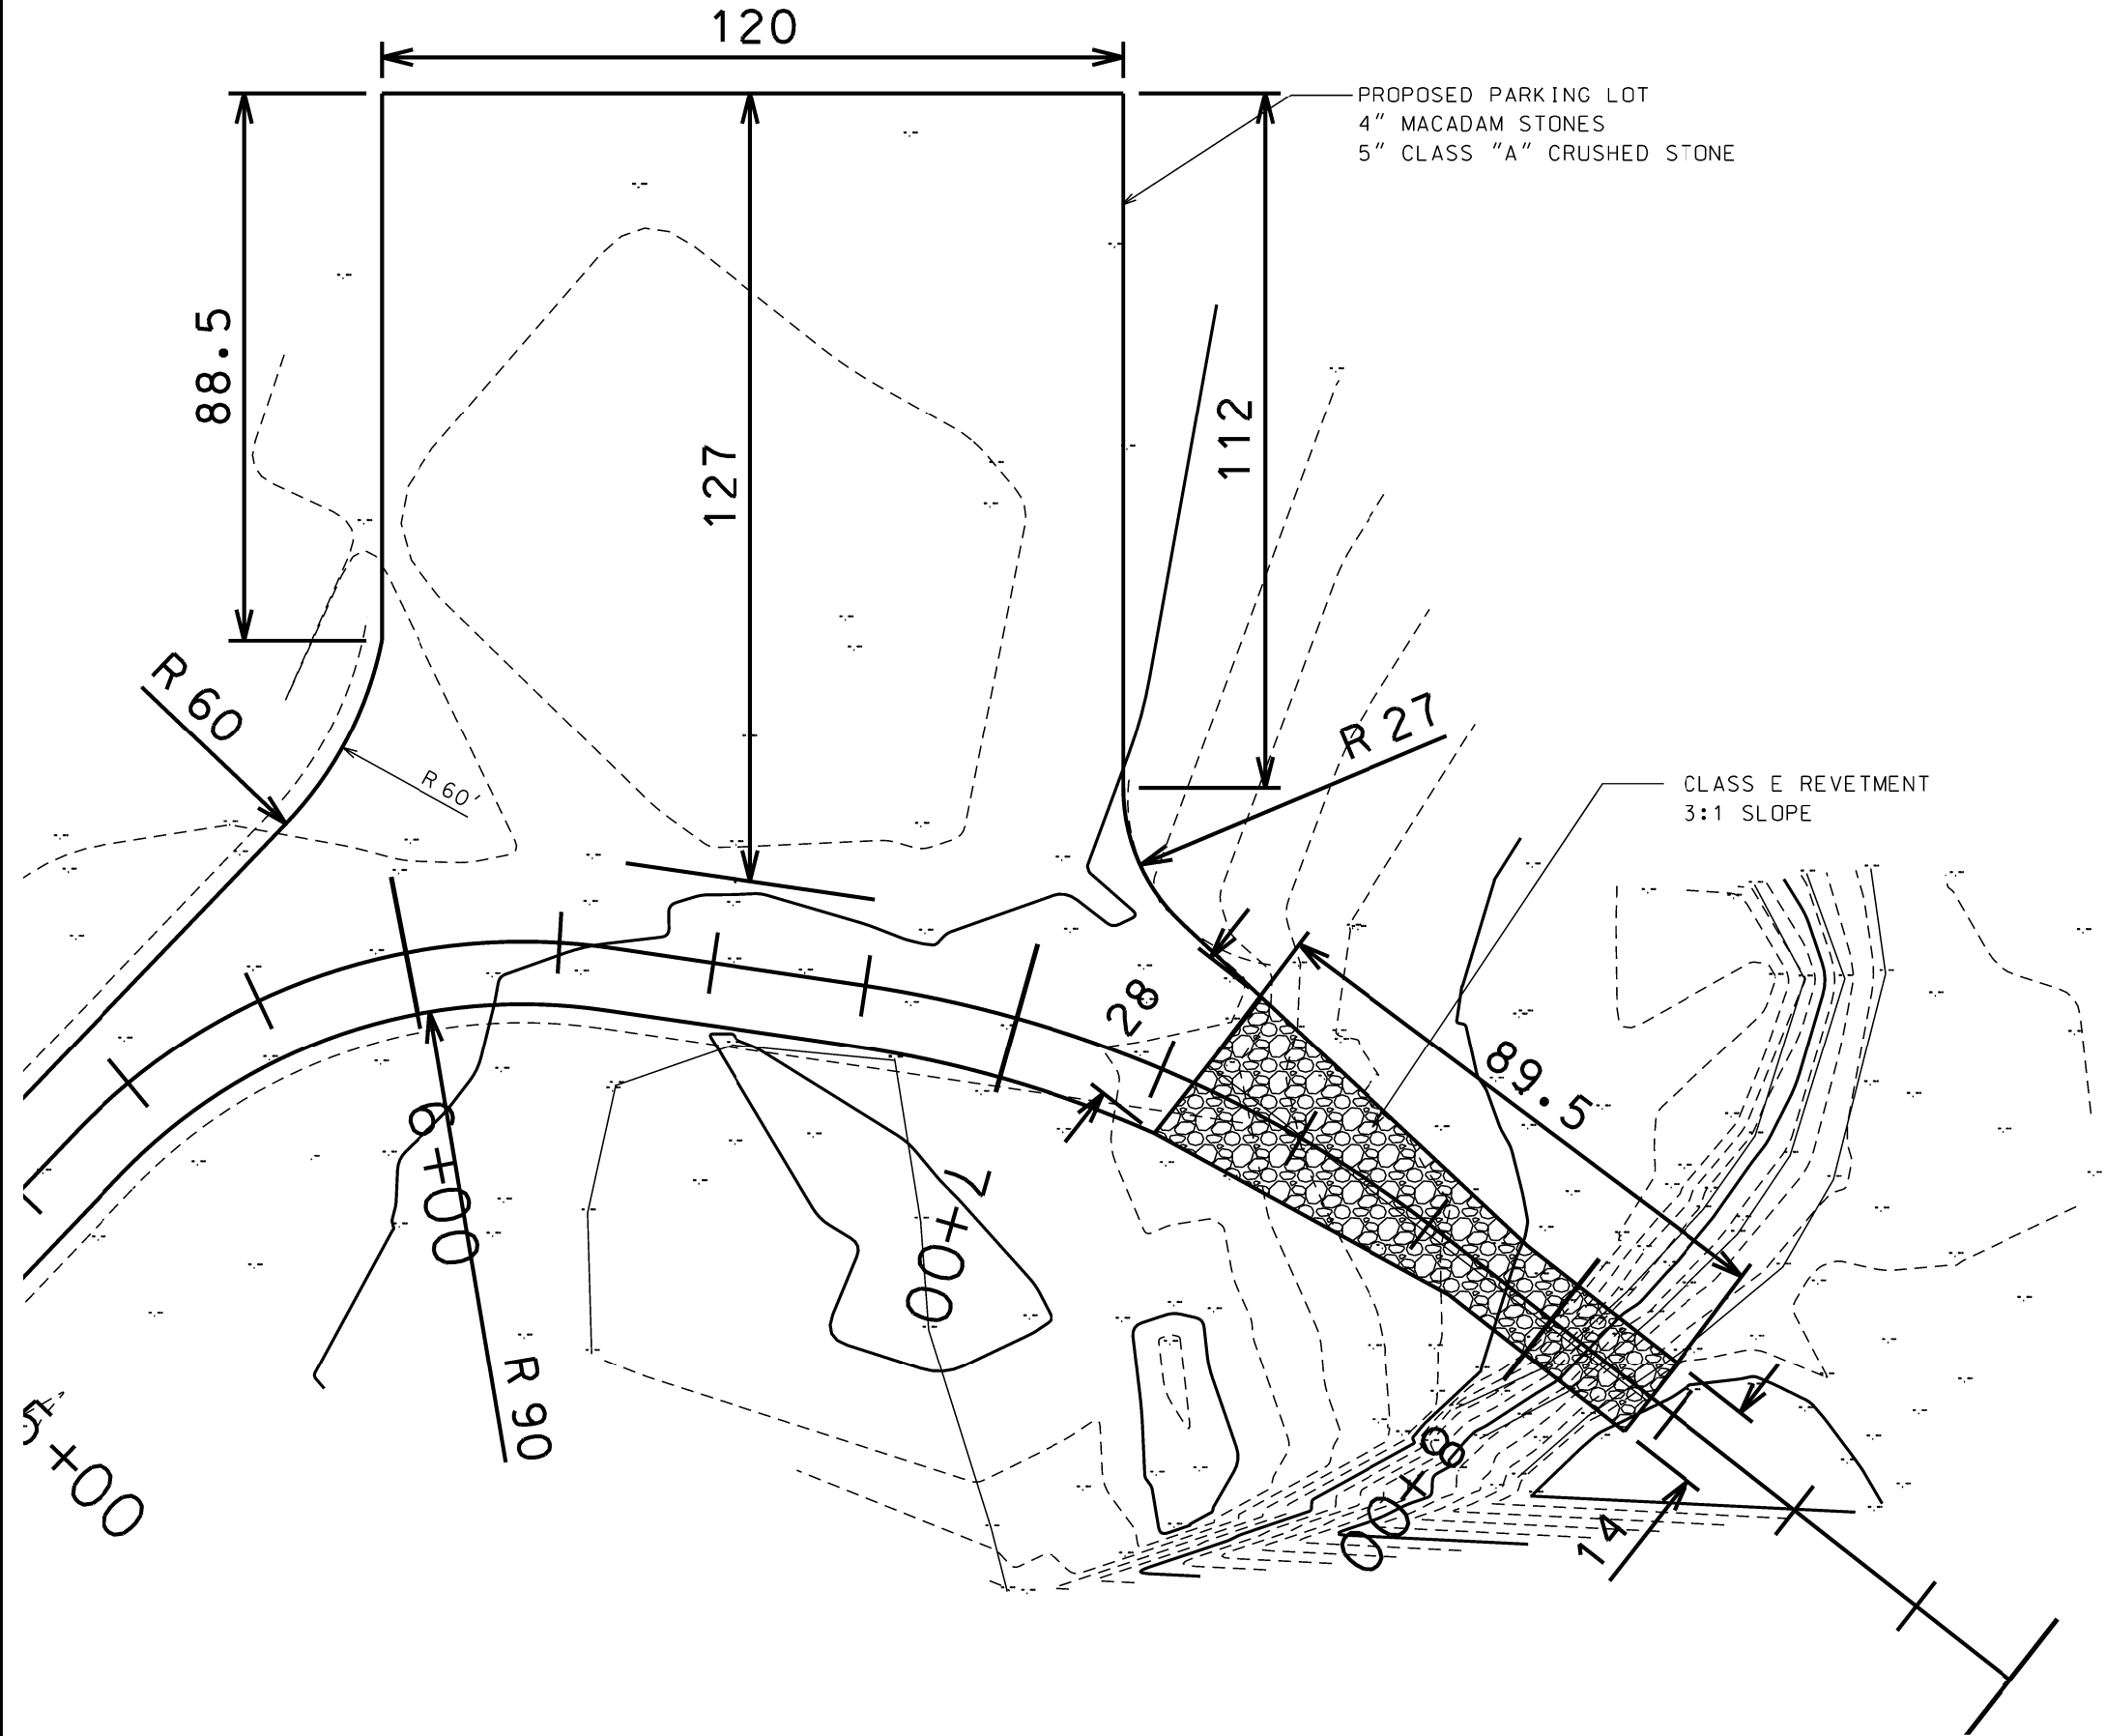 120
PROPOSED PARKING LOT
4" MACADAM STONES
5" CLASS "A" CRUSHED STONE
88.5
127
112
R 60
R 60'
R 27
CLASS E REVETMENT
3:1 SLOPE
28
89.5
6+00
7+00
R 90
5+00
8+00
14